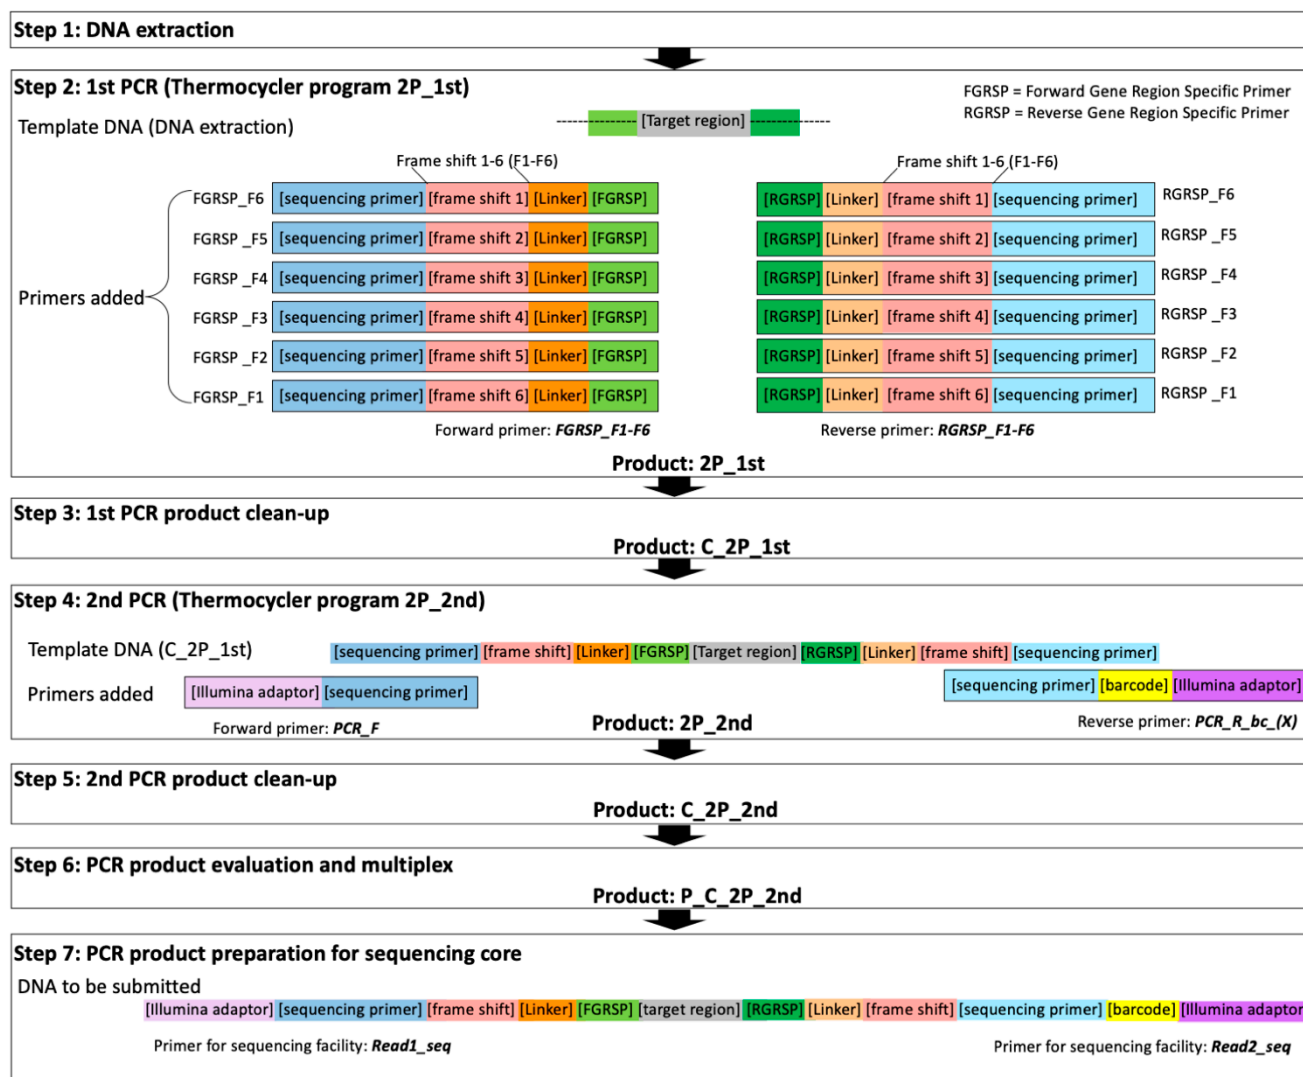 Step 1: DNA extraction
Step 2: 1st PCR (Thermocycler program 2P_1st)
FGRSP = Forward Gene Region Specific Primer
RGRSP = Reverse Gene Region Specific Primer
Template DNA (DNA extraction)
[Target region]
Frame shift 1-6 (F1-F6)
Frame shift 1-6 (F1-F6)
FGRSP_F6 [sequencing primer] [frame shift 1] [Linker] [FGRSP] [RGRSP] [Linker] [frame shift 1] [sequencing primer] RGRSP_F6
FGRSP _F5 [sequencing primer] [frame shift 2] [Linker] [FGRSP] [RGRSP] [Linker] [frame shift 2] [sequencing primer] RGRSP _F5
FGRSP _F4 [sequencing primer] [frame shift 3] [Linker] [FGRSP] [RGRSP] [Linker] [frame shift 3] [sequencing primer] RGRSP _F4
Primers added
FGRSP _F3 [sequencing primer] [frame shift 4] [Linker] [FGRSP] [RGRSP] [Linker] [frame shift 4] [sequencing primer] RGRSP _F3
FGRSP _F2 [sequencing primer] [frame shift 5] [Linker] [FGRSP] [RGRSP] [Linker] [frame shift 5] [sequencing primer] RGRSP _F2
FGRSP_F1 [sequencing primer] [frame shift 6] [Linker] [FGRSP] [RGRSP] [Linker] [frame shift 6] [sequencing primer] RGRSP _F1
Forward primer: FGRSP_F1-F6
Reverse primer: RGRSP_F1-F6
Product: 2P_1st
Step 3: 1st PCR product clean-up
Product: C_2P_1st
Step 4: 2nd PCR (Thermocycler program 2P_2nd)
Template DNA (C_2P_1st)
[sequencing primer] [frame shift] [Linker] [FGRSP] [Target region] [RGRSP] [Linker] [frame shift] [sequencing primer]
Primers added
[Illumina adaptor] [sequencing primer]
[sequencing primer] [barcode] [Illumina adaptor]
Forward primer: PCR_F
Product: 2P_2nd
Reverse primer: PCR_R_bc_(X)
Step 5: 2nd PCR product clean-up
Product: C_2P_2nd
Step 6: PCR product evaluation and multiplex
Product: P_C_2P_2nd
Step 7: PCR product preparation for sequencing core
DNA to be submitted
[Illumina adaptor] [sequencing primer] [frame shift] [Linker] [FGRSP] [target region] [RGRSP] [Linker] [frame shift] [sequencing primer] [barcode] [Illumina adaptor]
Primer for sequencing facility: Read1_seq
Primer for sequencing facility: Read2_seq